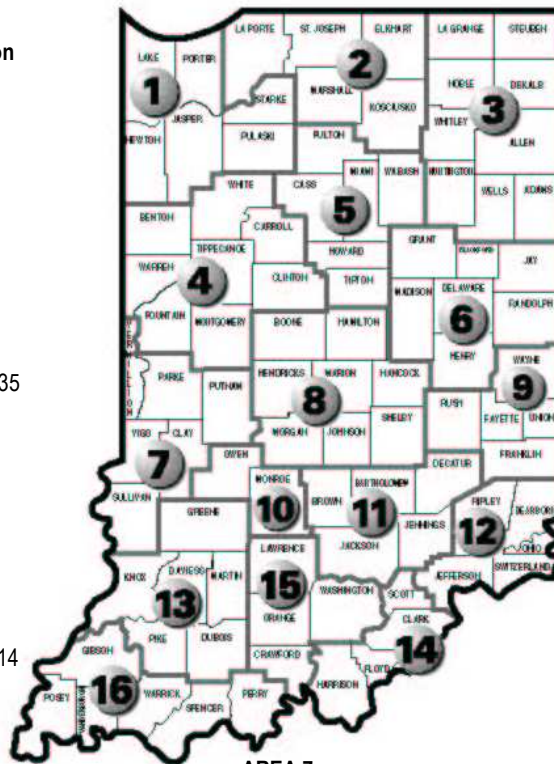 on
35
14
LA PORTE
ST. JOSEPH
ELKHART
LA GRANGE
STEUBEN
LAKE
PORTER
1
2
STARKE
MARSHALL
KOSCIUSKO
NOBLE
DEKALB
3
WHITLEY
ALLEN
NEWTON
JASPER
PULASKI
FULTON
WHITE
CASS
MIAMI
WABASH
HUNTINGTON
WELLS
ADAMS
5
BENTON
CARROLL
HOWARD
GRANT
BLACKFORD
JAY
TIPPECANOE
WARREN
4
CLINTON
TIPTON
MADISON
DELAWARE
RANDOLPH
6
FOUNTAIN
MONTGOMERY
BOONE
HAMILTON
HENRY
VERMILLION
WAYNE
9
PARKE
PUTNAM
HENDRICKS
MARION
HANCOCK
8
RUSH
FAYETTE
UNION
MORGAN
JOHNSON
SHELBY
VIGO
CLAY
7
OWEN
FRANKLIN
DECATUR
SULLIVAN
GREENE
MONROE
10
BROWN
BARTHOLOMEW
11
JENNINGS
RIPLEY
12
DEARBORN
OHIO
SWITZERLAND
JACKSON
JEFFERSON
LAWRENCE
KNOX
DAVIESS
MARTIN
13
15
ORANGE
WASHINGTON
SCOTT
CLARK
14
FLOYD
PIKE
DUBOIS
CRAWFORD
HARRISON
GIBSON
POSEY
VANDERBURGH
16
WARRICK
SPENCER
PERRY